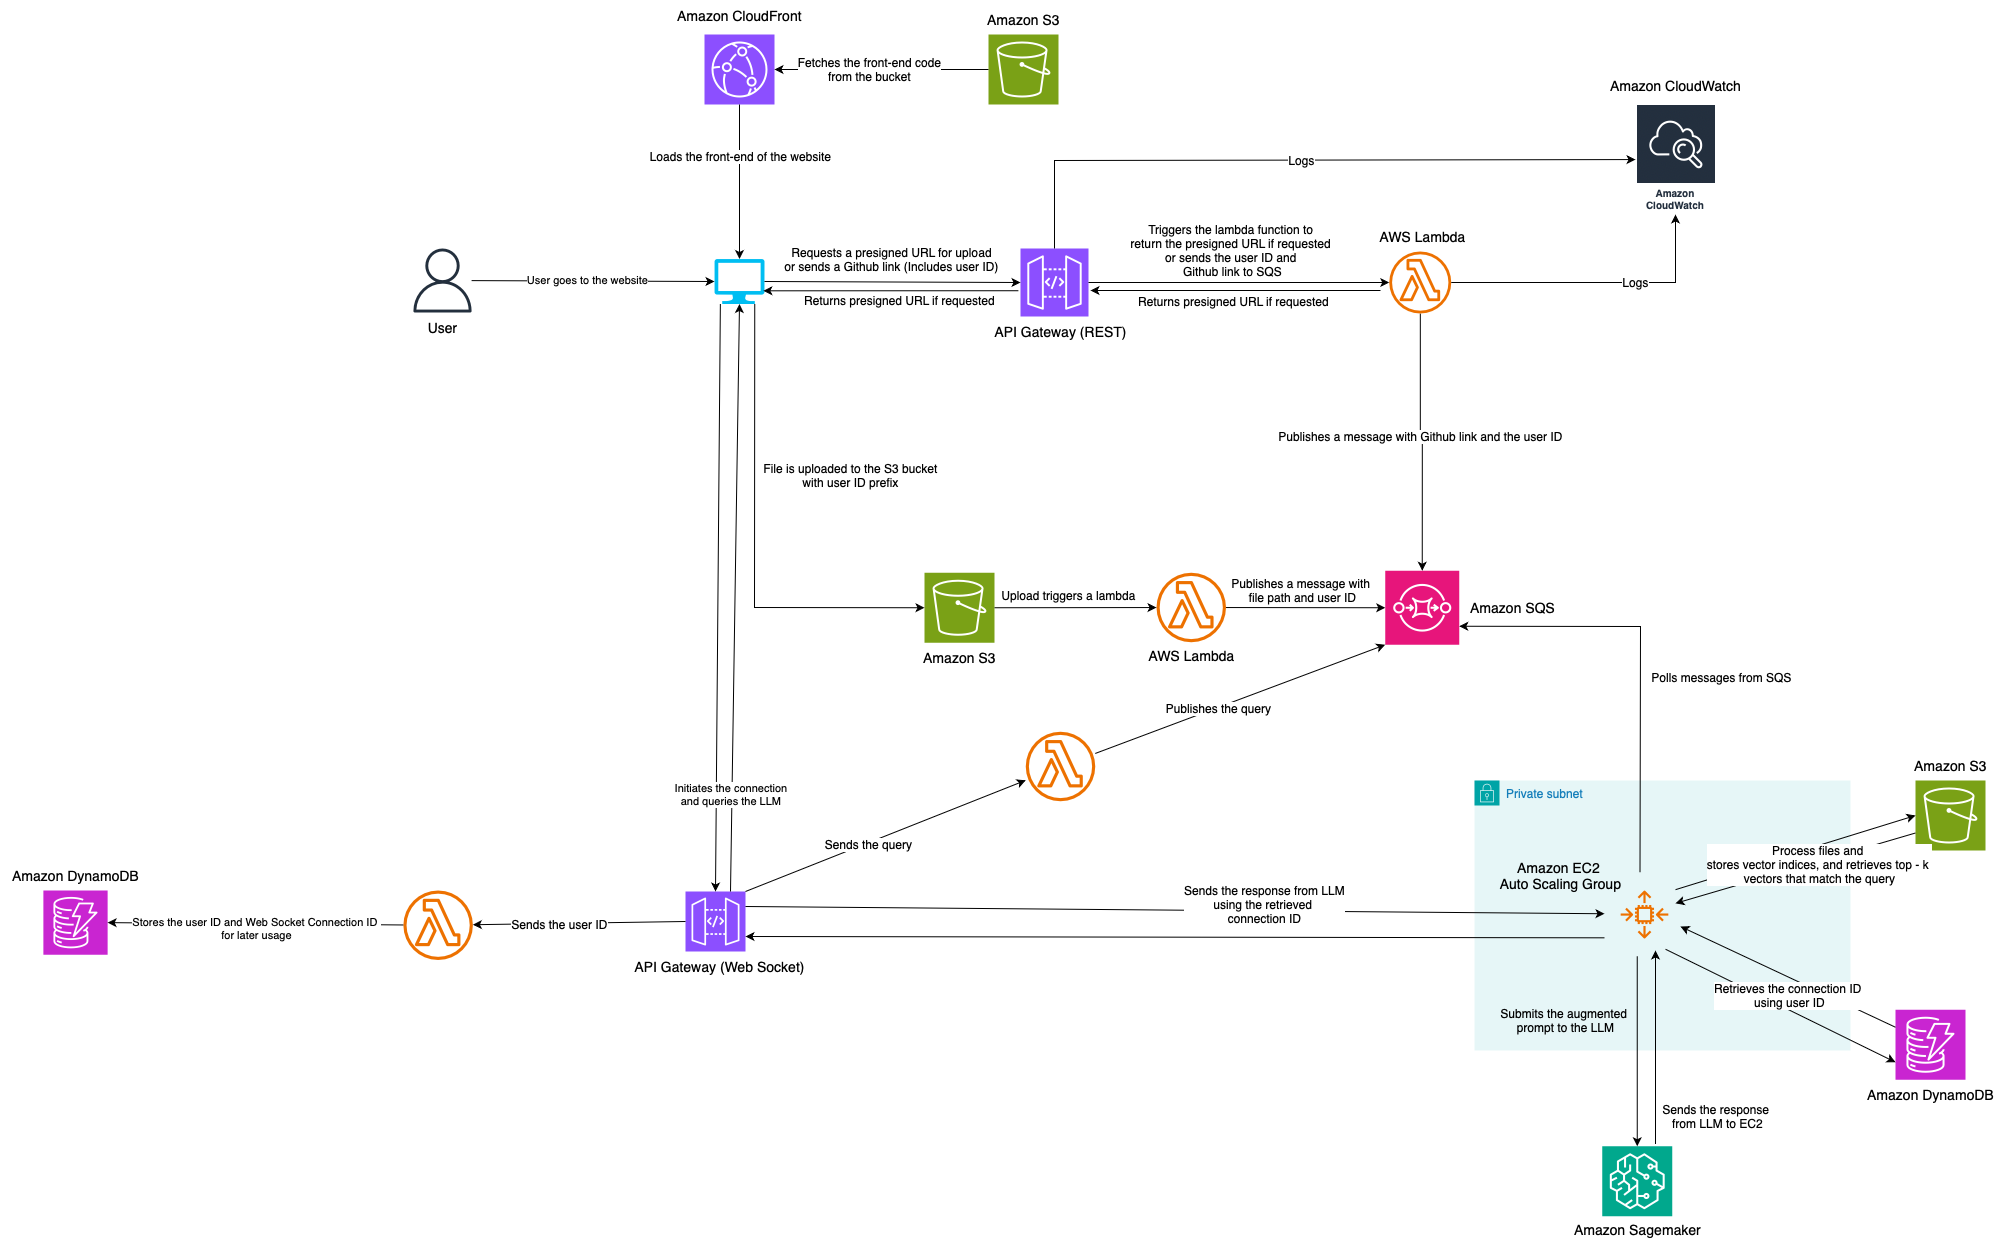 Amazon CloudFront
Amazon S3
Fetches the front-end code
from the bucket
Amazon CloudWatch
Loads the front-end of the website
Logs
Amazon
CloudWatch
Triggers the lambda function to
return the presigned URL if requested
or sends the user ID and
Github link to SQS
AWS Lambda
Requests a presigned URL for upload
or sends a Github link (Includes user ID)
User goes to the website
Logs
Returns presigned URL if requested
Returns presigned URL if requested
User
API Gateway (REST)
Publishes a message with Github link and the user ID
File is uploaded to the S3 bucket
with user ID prefix
Upload triggers a lambda
Publishes a message with
file path and user ID
Amazon SQS
Amazon S3
AWS Lambda
Polls messages from SQS
Publishes the query
Amazon S3
Initiates the connection
and queries the LLM
Private subnet
Sends the query
Process files and
stores vector indices, and retrieves top - k
vectors that match the query
Amazon EC2
Auto Scaling Group
Amazon DynamoDB
Sends the response from LLM
using the retrieved
connection ID
Stores the user ID and Web Socket Connection ID
for later usage
Sends the user ID
API Gateway (Web Socket)
Retrieves the connection ID
using user ID
Submits the augmented
prompt to the LLM
Amazon DynamoDB
Sends the response
from LLM to EC2
Amazon Sagemaker